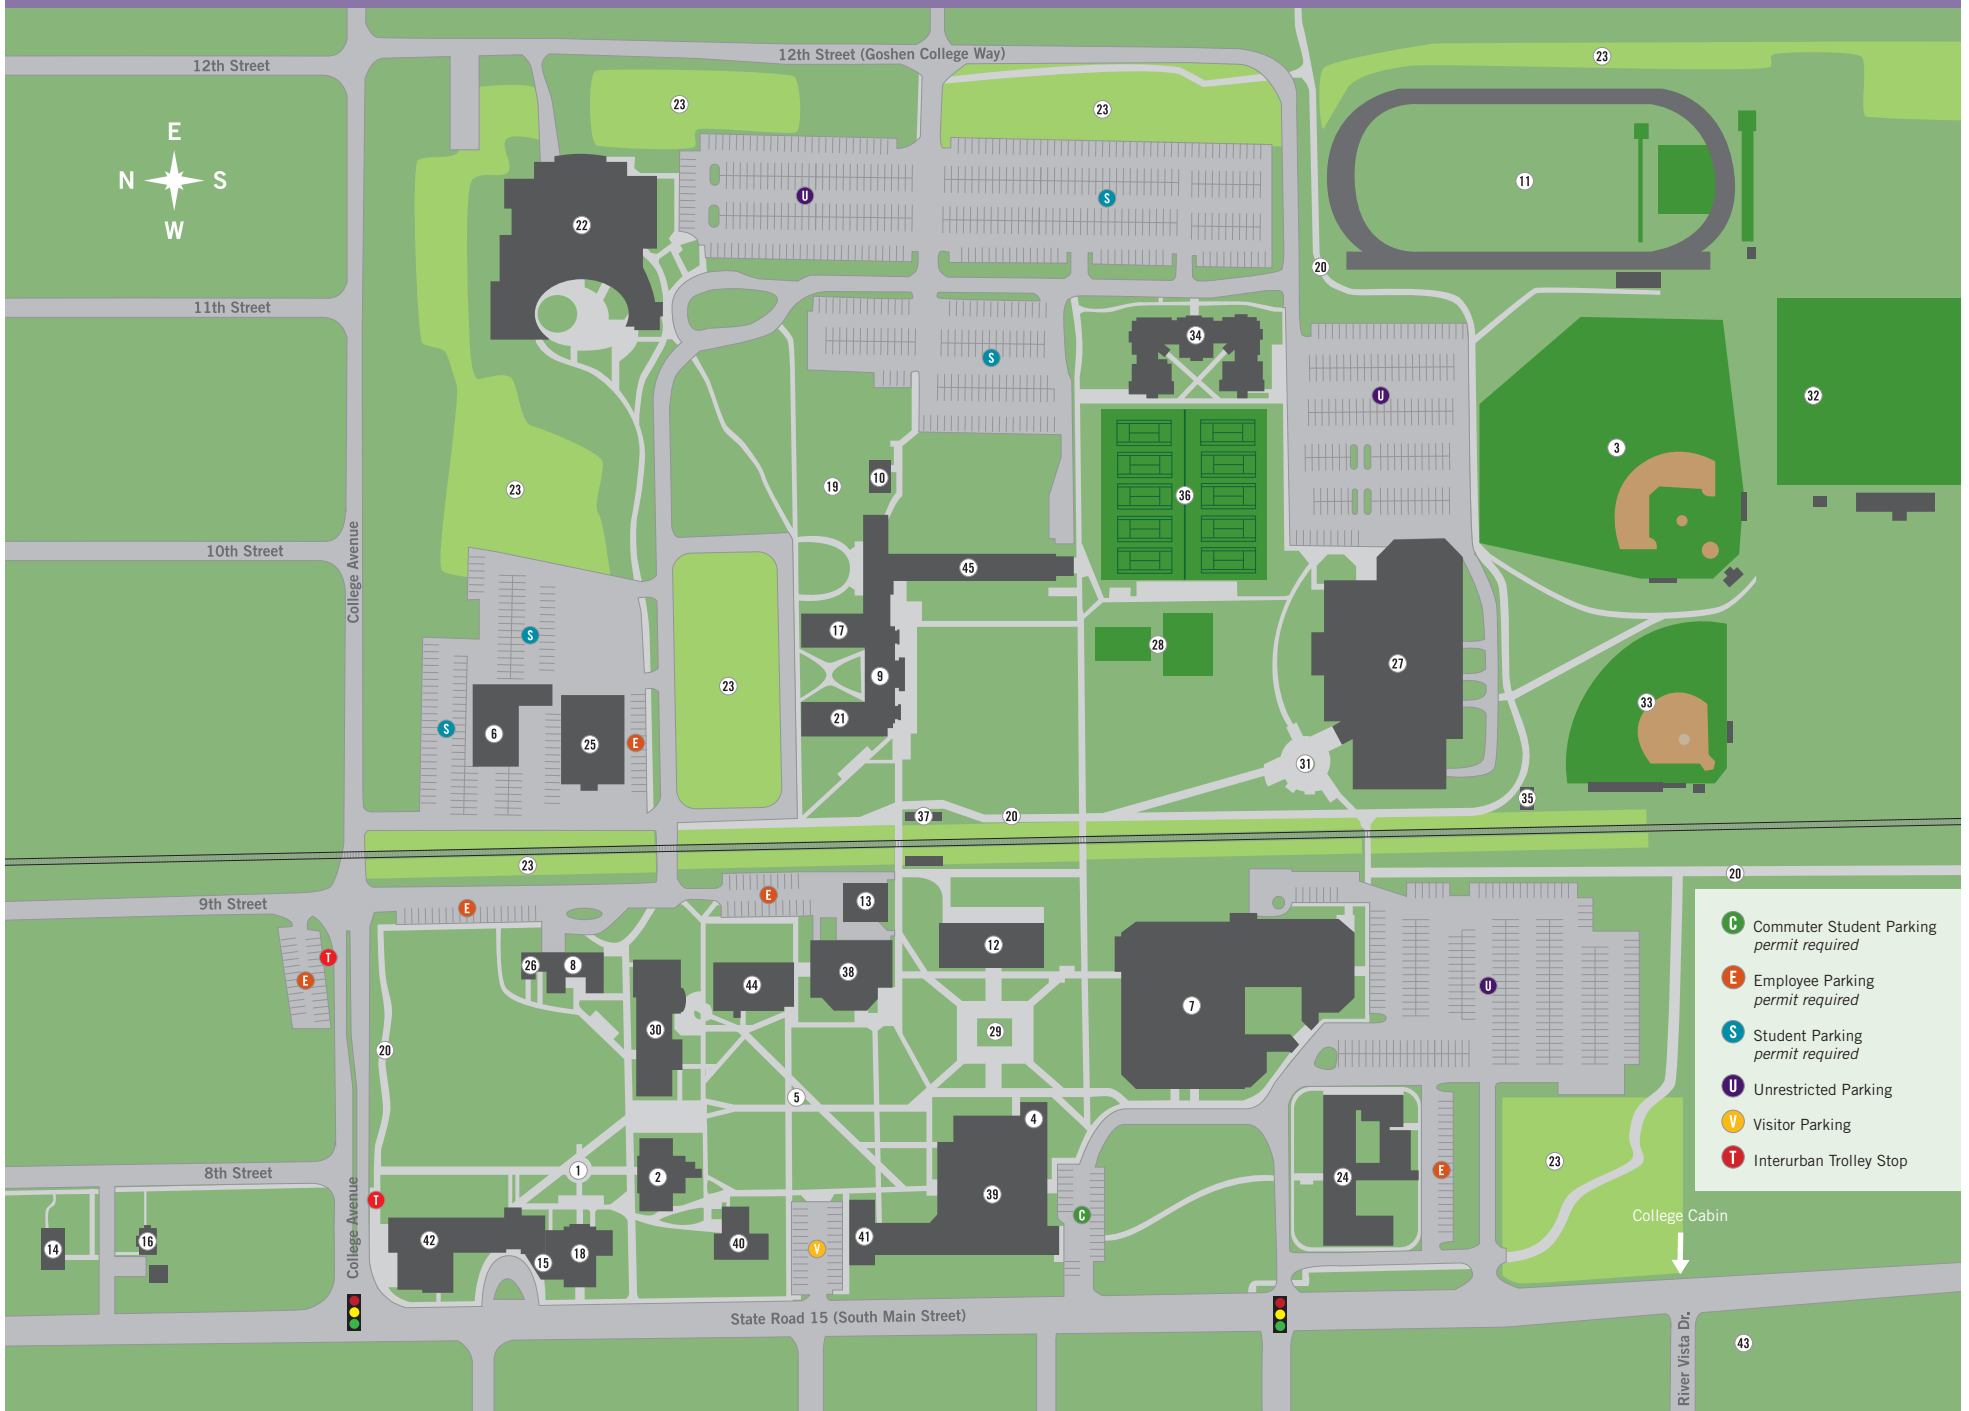 12th Street (Goshen College Way)
12th Street
23
23
23
E
N
S
W
11
22
U
S
20
11th Street
34
S
U
32
3
10
19
23
36
10th Street
College Avenue
45
S
17
28
27
9
23
33
21
S
6
25
E
31
35
37
20
23
20
9th Street
E
E
13
Commuter Student Parking
permit required
C
12
T
26
8
38
44
E
U
Employee Parking
permit required
E
7
30
29
Student Parking
permit required
S
20
Unrestricted Parking
U
5
4
Visitor Parking
V
Interurban Trolley Stop
T
23
8th Street
1
2
24
E
39
T
College Avenue
C
College Cabin
14
16
42
41
40
18
15
V
State Road 15 (South Main Street)
River Vista Dr.
43